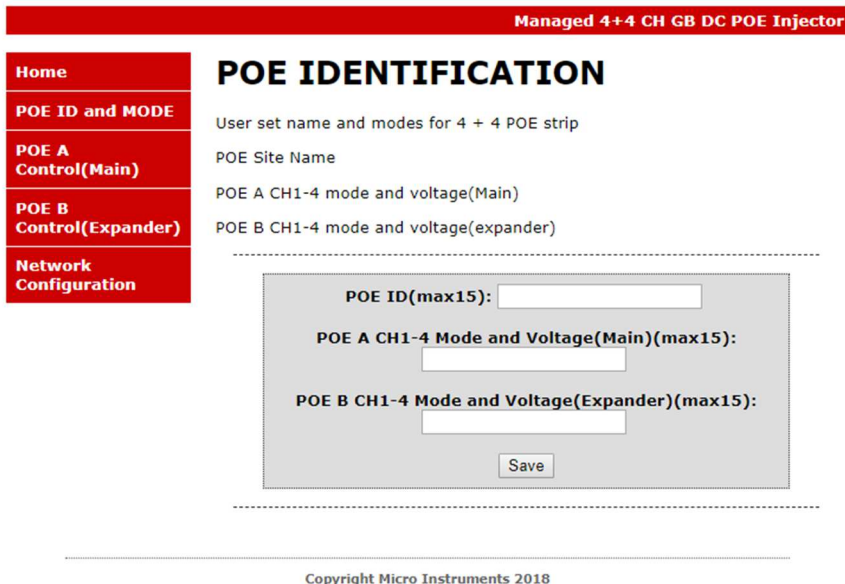 Managed 4+4 CH GB DC POE Injector
Home
POE ID and MODE
POE A
Control(Main)
POE B
Control(Expander)
Network
Configuration
POE IDENTIFICATION
User set name and modes for 4 + 4 POE strip
POE Site Name
POE A CH1-4 mode and voltage(Main)
POE B CH1-4 mode and voltage(expander)
POE ID(max15):
POE A CH1-4 Mode and Voltage(Main)(max15):
POE B CH1-4 Mode and Voltage(Expander)(max15):
Save
Copyright Micro Instruments 2018